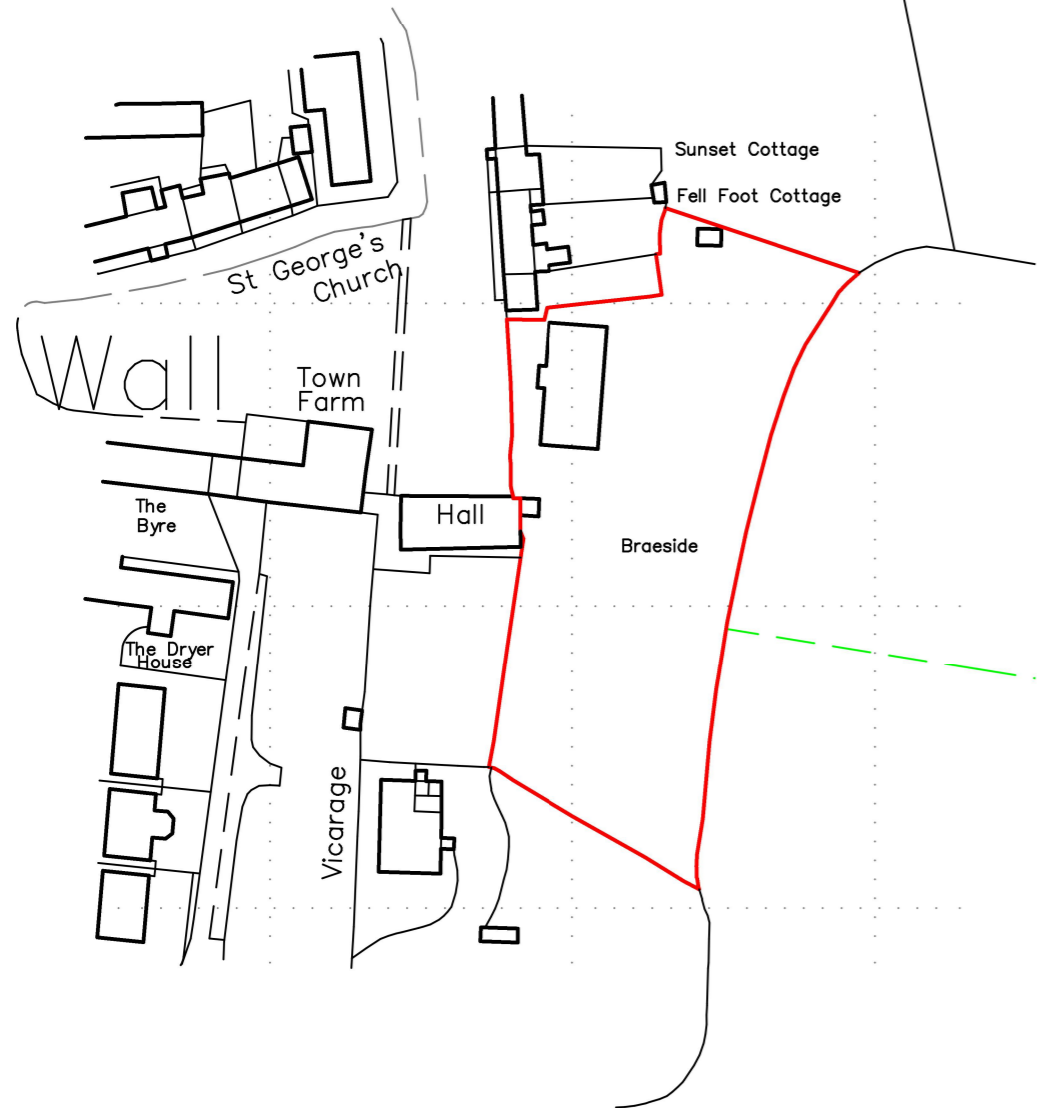 Sunset Cottage
Fell Foot Cottage
St George's
Church
Wall
Town
Farm
The
Byre
Hall
Braeside
The Dryer
House
Vicarage